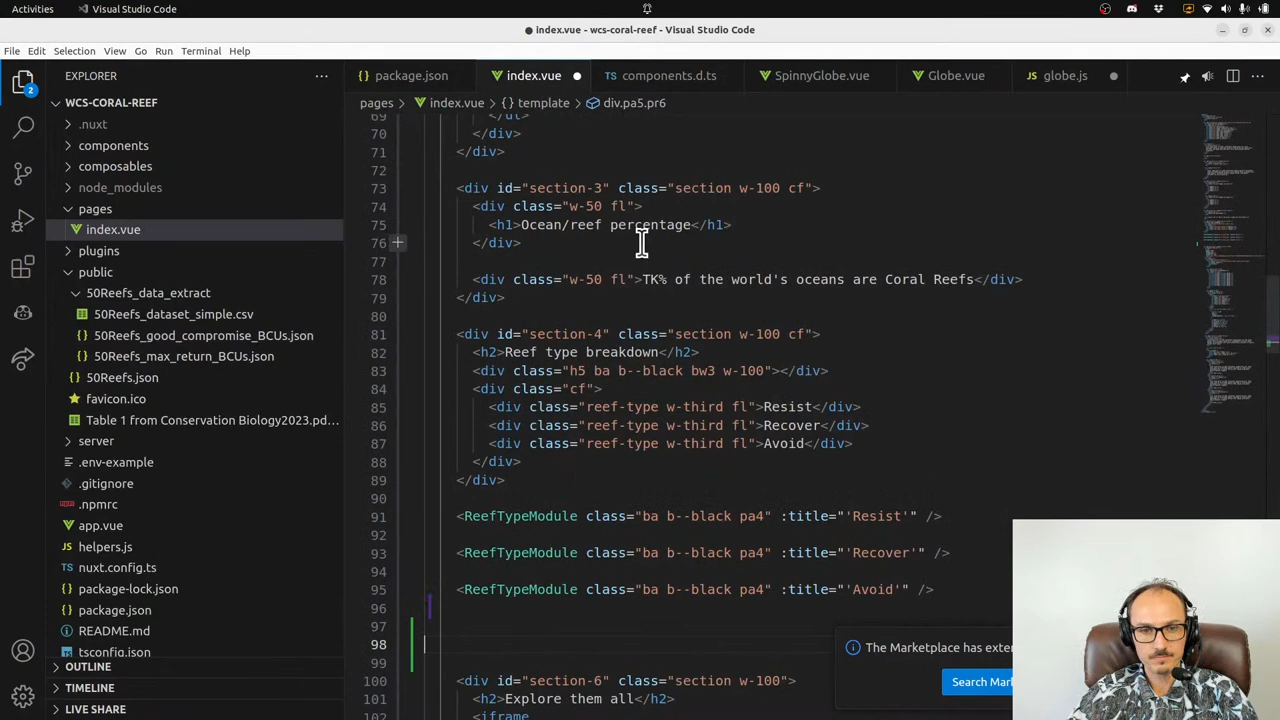 Activities
Visual Studio Code
index.vue - wcs-coral-reef - Visual Studio Code
File Edit Selection View Go Run Terminal Help
EXPLORER
package.json
index.vue
components.d.ts
SpinnyGlobe.vue
Globe.vue
globe.js
pages > index.vue > {} template > div.pa5.pr6
2
WCS-CORAL-REEF
.nuxt
components
composables
node_modules
pages
index.vue
plugins
public
50Reefs_data_extract
50Reefs_dataset_simple.csv
50Reefs_good_compromise_BCUs.json
50Reefs_max_return_BCUs.json
50Reefs.json
favicon.ico
Table 1 from Conservation Biology2023.pd...
server
.env-example
.gitignore
.npmrc
app.vue
helpers.js
nuxt.config.ts
package-lock.json
package.json
README.md
tsconfig.json
OUTLINE
TIMELINE
LIVE SHARE
69 </ul>
70 </div>
71 </div>
72
73 <div id="section-3" class="section w-100 cf">
74 <div class="w-50 fl">
75 <h1>Ocean/reef percentage</h1>
76 </div>
77
78 <div class="w-50 fl">TK% of the world's oceans are Coral Reefs</div>
79 </div>
80
81 <div id="section-4" class="section w-100 cf">
82 <h2>Reef type breakdown</h2>
83 <div class="h5 ba b--black bw3 w-100"></div>
84 <div class="cf">
85 <div class="reef-type w-third fl">Resist</div>
86 <div class="reef-type w-third fl">Recover</div>
87 <div class="reef-type w-third fl">Avoid</div>
88 </div>
89 </div>
90
91 <ReefTypeModule class="ba b--black pa4" :title="'Resist'" />
92
93 <ReefTypeModule class="ba b--black pa4" :title="'Recover'" />
94
95 <ReefTypeModule class="ba b--black pa4" :title="'Avoid'" />
96
97
98
99
100 <div id="section-6" class="section w-100">
101 <h2>Explore them all</h2>
102 <iframe
The Marketplace has exte
Search Mar